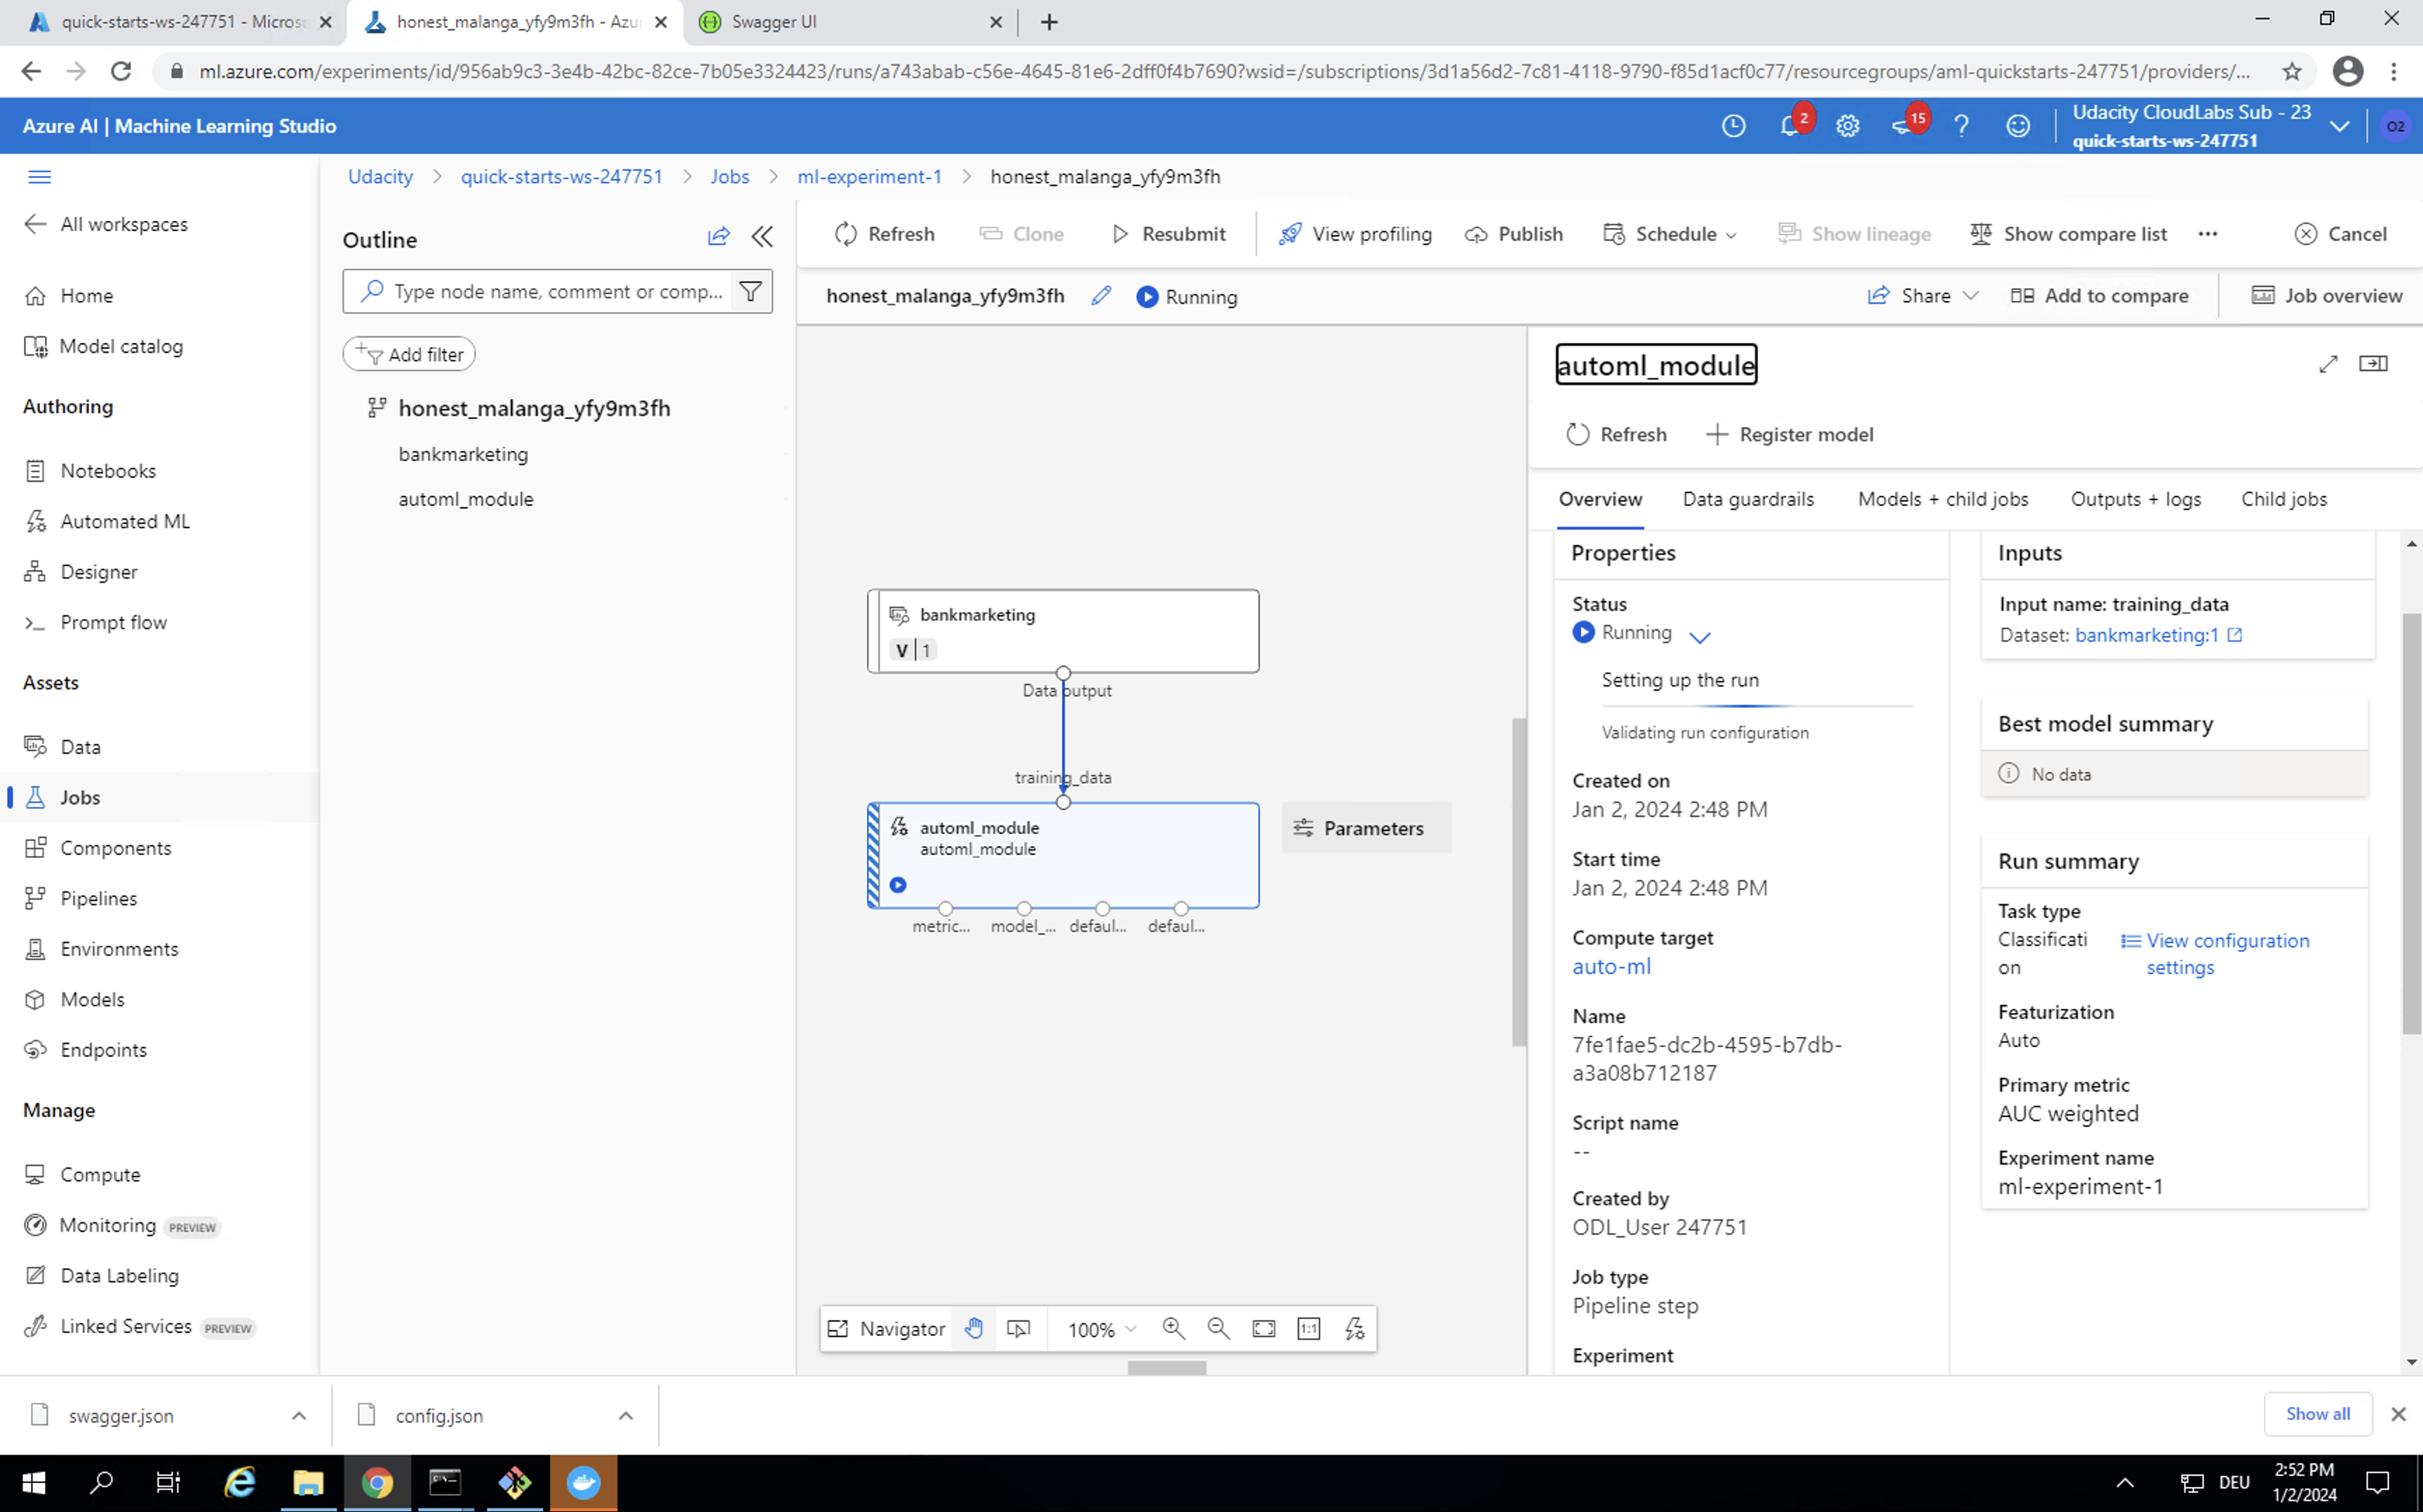 quick-starts-ws-247751 - Micros
honest_malanga_yfy9m3fh - Azu
Swagger UI
ml.azure.com/experiments/id/956ab9c3-3e4b-42bc-82ce-7b05e3324423/runs/a743abab-c56e-4645-81e6-2dff0f4b7690?wsid=/subscriptions/3d1a56d2-7c81-4118-9790-f85d1acf0c77/resourcegroups/aml-quickstarts-247751/providers/...
Azure AI | Machine Learning Studio
2
15
Udacity CloudLabs Sub - 23
quick-starts-ws-247751
O2
All workspaces
Home
Model catalog
Authoring
Notebooks
Automated ML
Designer
Prompt flow
Assets
Data
Jobs
Components
Pipelines
Environments
Models
Endpoints
Manage
Compute
Monitoring PREVIEW
Data Labeling
Linked Services PREVIEW
Udacity > quick-starts-ws-247751 > Jobs > ml-experiment-1 > honest_malanga_yfy9m3fh
Outline
Type node name, comment or comp...
Add filter
honest_malanga_yfy9m3fh
bankmarketing
automl_module
Refresh
Clone
Resubmit
View profiling
Publish
Schedule
Show lineage
Show compare list
...
Cancel
honest_malanga_yfy9m3fh
Running
Share
Add to compare
Job overview
bankmarketing
V | 1
Data output
training_data
automl_module
automl_module
metric...
model_...
defaul...
defaul...
Parameters
Navigator
100%
1:1
automl_module
Refresh
Register model
Overview
Data guardrails
Models + child jobs
Outputs + logs
Child jobs
Properties
Status
Running
Setting up the run
Validating run configuration
Created on
Jan 2, 2024 2:48 PM
Start time
Jan 2, 2024 2:48 PM
Compute target
auto-ml
Name
7fe1fae5-dc2b-4595-b7db-
a3a08b712187
Script name
--
Created by
ODL_User 247751
Job type
Pipeline step
Experiment
Inputs
Input name: training_data
Dataset: bankmarketing:1
Best model summary
No data
Run summary
Task type
Classificati
on
View configuration
settings
Featurization
Auto
Primary metric
AUC weighted
Experiment name
ml-experiment-1
swagger.json
config.json
Show all
DEU
2:52 PM
1/2/2024